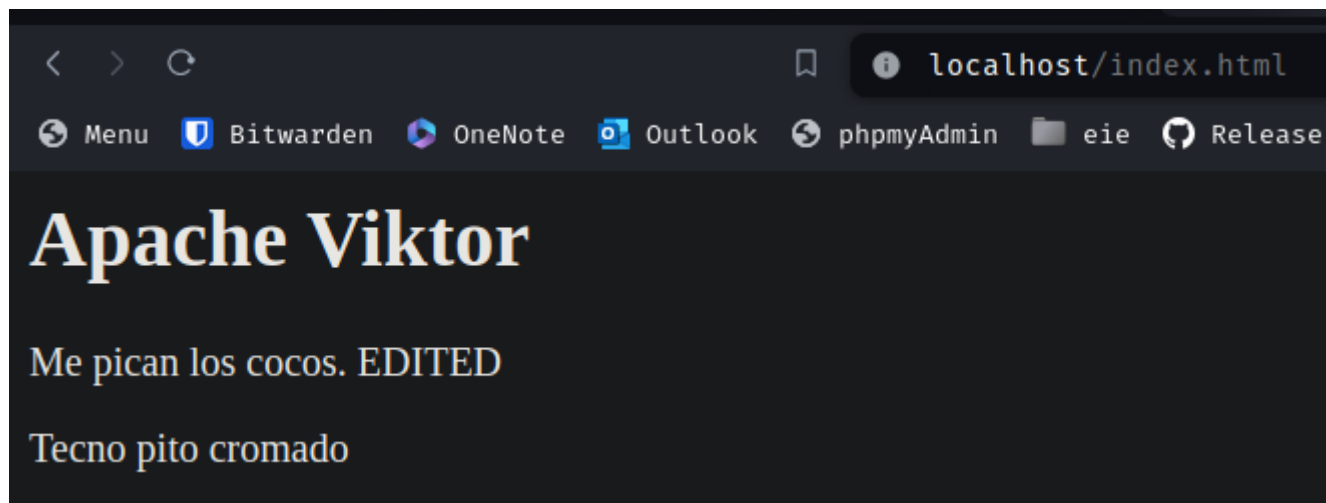 localhost/index.html
Menu Bitwarden OneNote Outlook phpmyAdmin eie Release
Apache Viktor
Me pican los cocos. EDITED
Tecno pito cromado